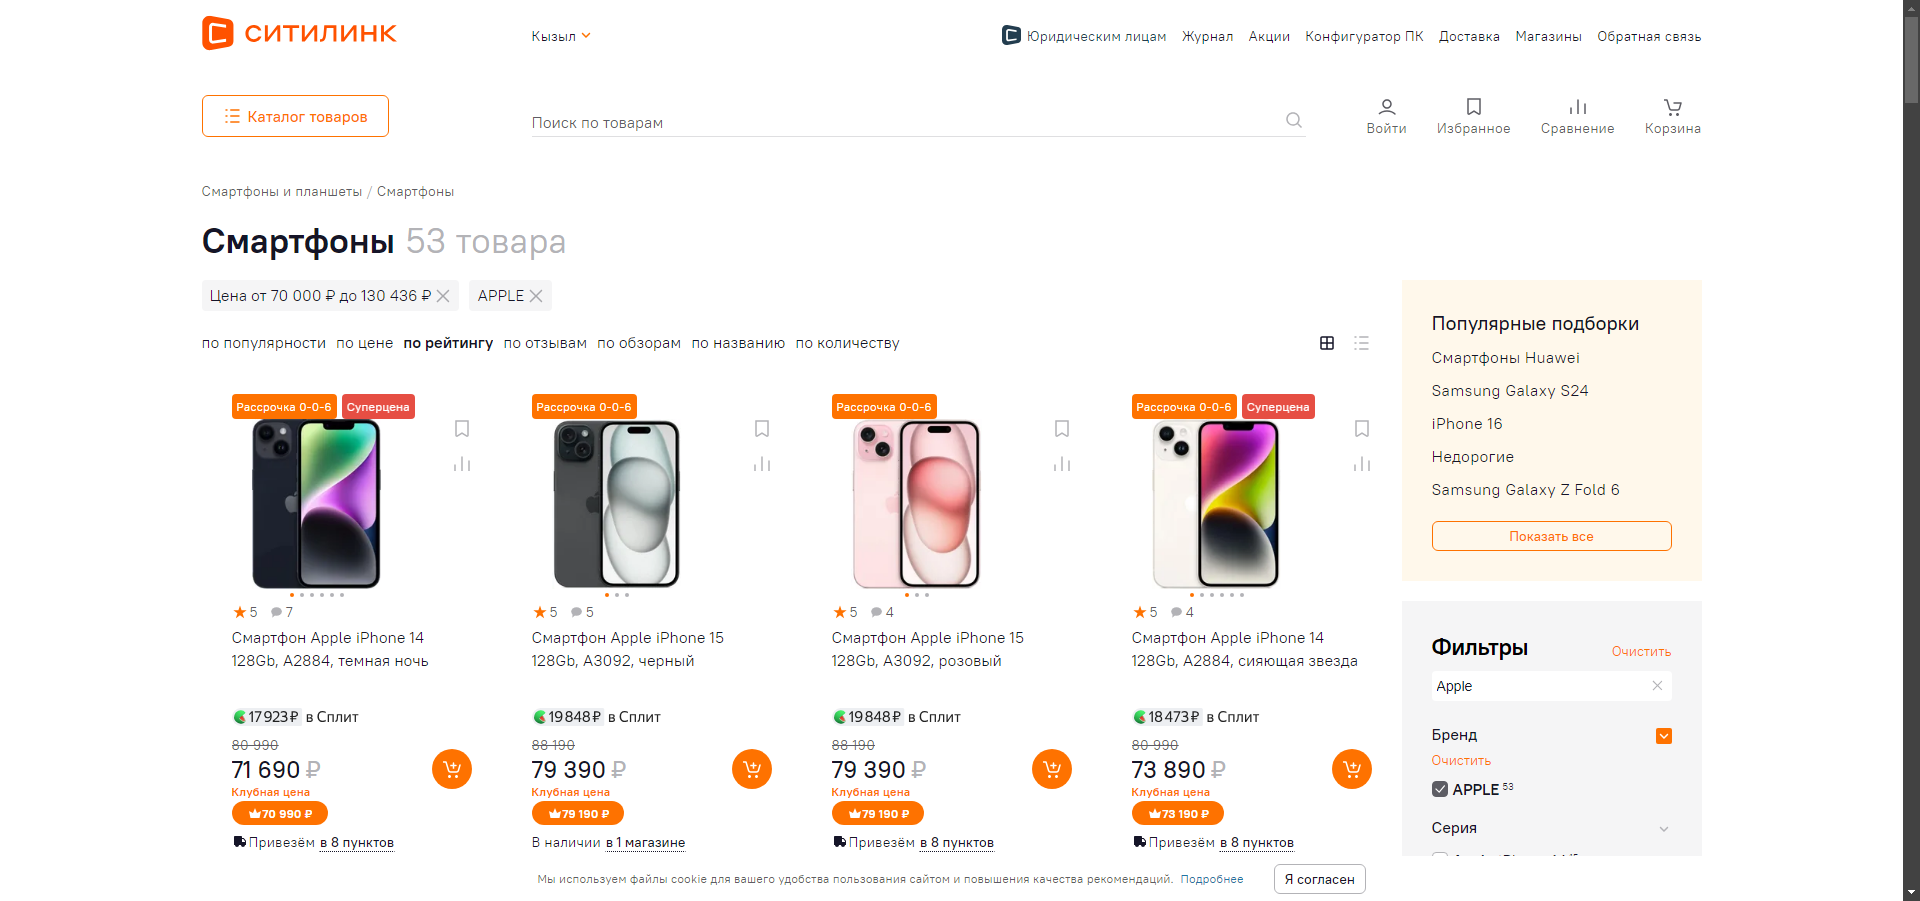 СИТИЛИНК
Кызыл
Юридическим лицам Журнал Акции Конфигуратор ПК Доставка Магазины Обратная связь
Каталог товаров
Поиск по товарам
Войти Избранное Сравнение Корзина
Смартфоны и планшеты / Смартфоны
Смартфоны 53 товара
Цена от 70 000 ₽ до 130 436 ₽
APPLE
по популярности по цене по рейтингу по отзывам по обзорам по названию по количеству
Рассрочка 0-0-6 Суперцена
5 7
Смартфон Apple iPhone 14
128Gb, A2884, темная ночь
17 923 ₽ в Сплит
80 990
71 690 ₽
Клубная цена
70 990 ₽
Привезём в 8 пунктов
Рассрочка 0-0-6
5 5
Смартфон Apple iPhone 15
128Gb, A3092, черный
19 848 ₽ в Сплит
88 190
79 390 ₽
Клубная цена
79 190 ₽
В наличии в 1 магазине
Рассрочка 0-0-6
5 4
Смартфон Apple iPhone 15
128Gb, A3092, розовый
19 848 ₽ в Сплит
88 190
79 390 ₽
Клубная цена
79 190 ₽
Привезём в 8 пунктов
Рассрочка 0-0-6 Суперцена
5 4
Смартфон Apple iPhone 14
128Gb, A2884, сияющая звезда
18 473 ₽ в Сплит
80 990
73 890 ₽
Клубная цена
73 190 ₽
Привезём в 8 пунктов
Популярные подборки
Смартфоны Huawei
Samsung Galaxy S24
iPhone 16
Недорогие
Samsung Galaxy Z Fold 6
Показать все
Фильтры
Очистить
Apple
Бренд
Очистить
APPLE 53
Серия
Мы используем файлы cookie для вашего удобства пользования сайтом и повышения качества рекомендаций. Подробнее
Я согласен